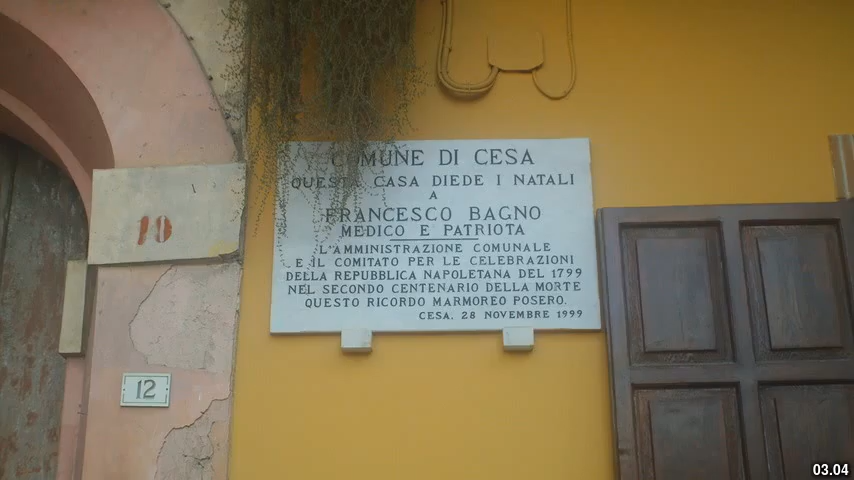 COMUNE DI CESA
QUESTA CASA DIEDE I NATALI
A
FRANCESCO BAGNO
MEDICO E PATRIOTA
L'AMMINISTRAZIONE COMUNALE
E IL COMITATO PER LE CELEBRAZIONI
DELLA REPUBBLICA NAPOLETANA DEL 1799
NEL SECONDO CENTENARIO DELLA MORTE
QUESTO RICORDO MARMOREO POSERO.
CESA, 28 NOVEMBRE 1999
10
12
03.04